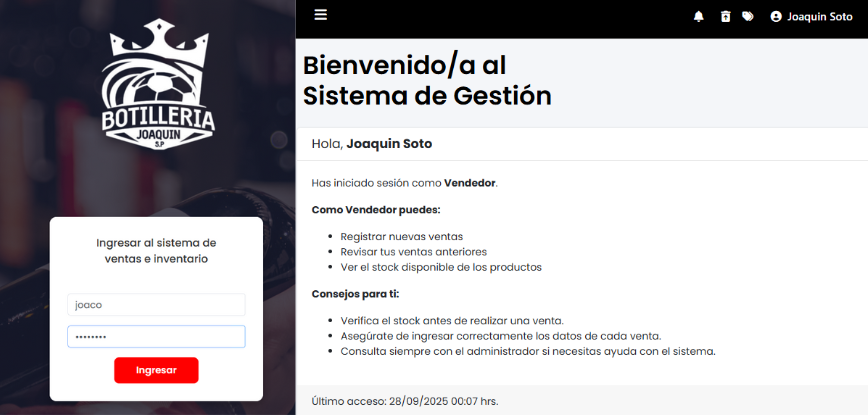 BOTILLERIA
JOAQUIN
S.P
Ingresar al sistema de
ventas e inventario
joaco
••••••••
Ingresar
Joaquin Soto
Bienvenido/a al
Sistema de Gestión
Hola, Joaquin Soto
Has iniciado sesión como Vendedor.
Como Vendedor puedes:
• Registrar nuevas ventas
• Revisar tus ventas anteriores
• Ver el stock disponible de los productos
Consejos para ti:
• Verifica el stock antes de realizar una venta.
• Asegúrate de ingresar correctamente los datos de cada venta.
• Consulta siempre con el administrador si necesitas ayuda con el sistema.
Último acceso: 28/09/2025 00:07 hrs.